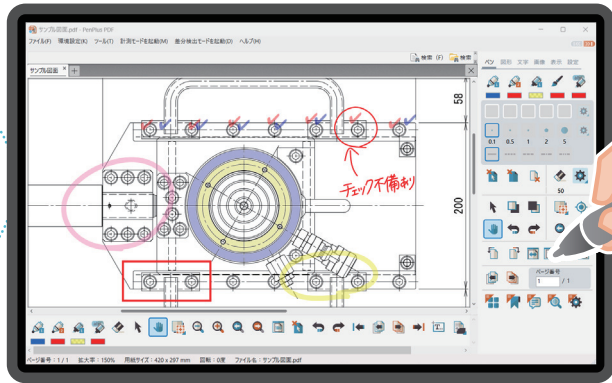 サンプル図面.pdf - PenPlus PDF
ファイル(F) 環境設定(K) ツール(T) 計測モードを起動(M) 差分検出モードを起動(D) ヘルプ(H)
検索 (F) 検索
サンプル図面 × +
ペン 図形 文字 画像 表示 設定
58
200
チェック不備あり
0.1 0.5 1 2 5
50
ページ番号
1 / 1
ページ番号：1 / 1 拡大率：150% 用紙サイズ：420 x 297 mm 回転：0度 ファイル名：サンプル図面.pdf